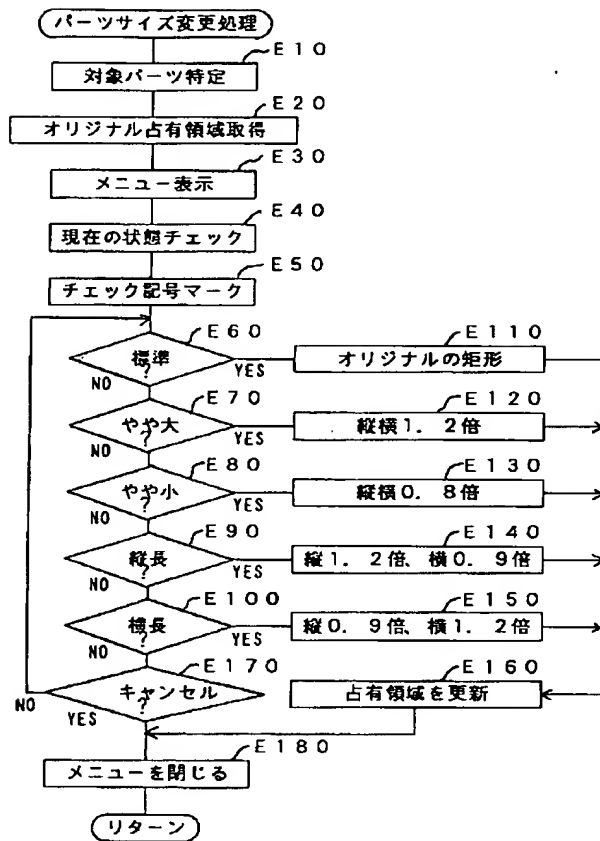 パーツサイズ変更処理
E10
対象パーツ特定
E20
オリジナル占有領域取得
E30
メニュー表示
E40
現在の状態チェック
E50
チェック記号マーク
E60
標準
?
NO
YES
E110
オリジナルの矩形
E70
やや大
?
NO
YES
E120
縦横1.2倍
E80
やや小
?
NO
YES
E130
縦横0.8倍
E90
縦長
?
NO
YES
E140
縦1.2倍、横0.9倍
E100
横長
?
NO
YES
E150
縦0.9倍、横1.2倍
E170
キャンセル
?
NO
YES
E160
占有領域を更新
E180
メニューを閉じる
リターン